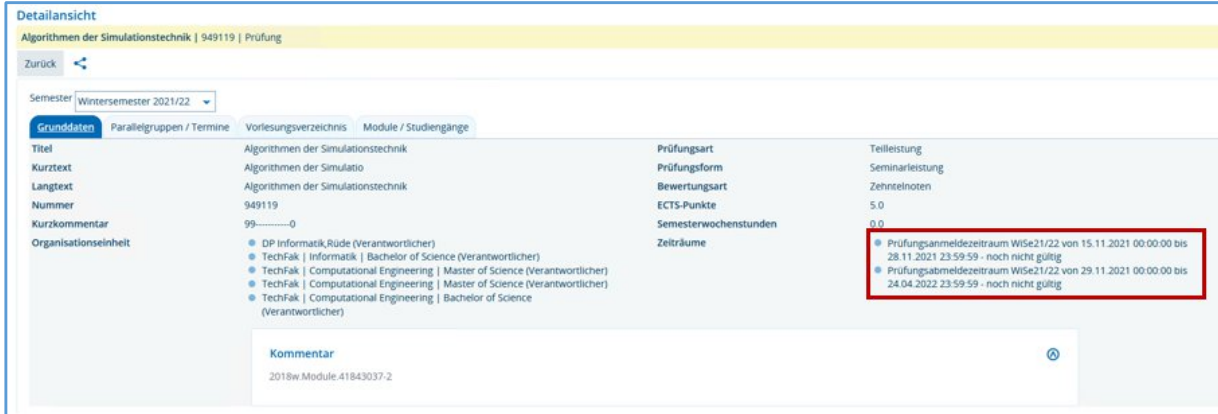 Detailansicht
Algorithmen der Simulationstechnik | 949119 | Prüfung
Zurück
Semester Wintersemester 2021/22
Grunddaten Parallelgruppen / Termine Vorlesungsverzeichnis Module / Studiengänge
Titel Algorithmen der Simulationstechnik Prüfungsart Teilleistung
Kurztext Algorithmen der Simulatio Prüfungsform Seminarleistung
Langtext Algorithmen der Simulationstechnik Bewertungsart Zehntelnoten
Nummer 949119 ECTS-Punkte 5.0
Kurzkommentar 99-----------0 Semesterwochenstunden 0.0
Organisationseinheit
DP Informatik,Rüde (Verantwortlicher)
TechFak | Informatik | Bachelor of Science (Verantwortlicher)
TechFak | Computational Engineering | Master of Science (Verantwortlicher)
TechFak | Computational Engineering | Master of Science (Verantwortlicher)
TechFak | Computational Engineering | Bachelor of Science
(Verantwortlicher)
Zeiträume
Prüfungsanmeldezeitraum WiSe21/22 von 15.11.2021 00:00:00 bis
28.11.2021 23:59:59 - noch nicht gültig
Prüfungsabmeldezeitraum WiSe21/22 von 29.11.2021 00:00:00 bis
24.04.2022 23:59:59 - noch nicht gültig
Kommentar
2018w.Module.41843037-2